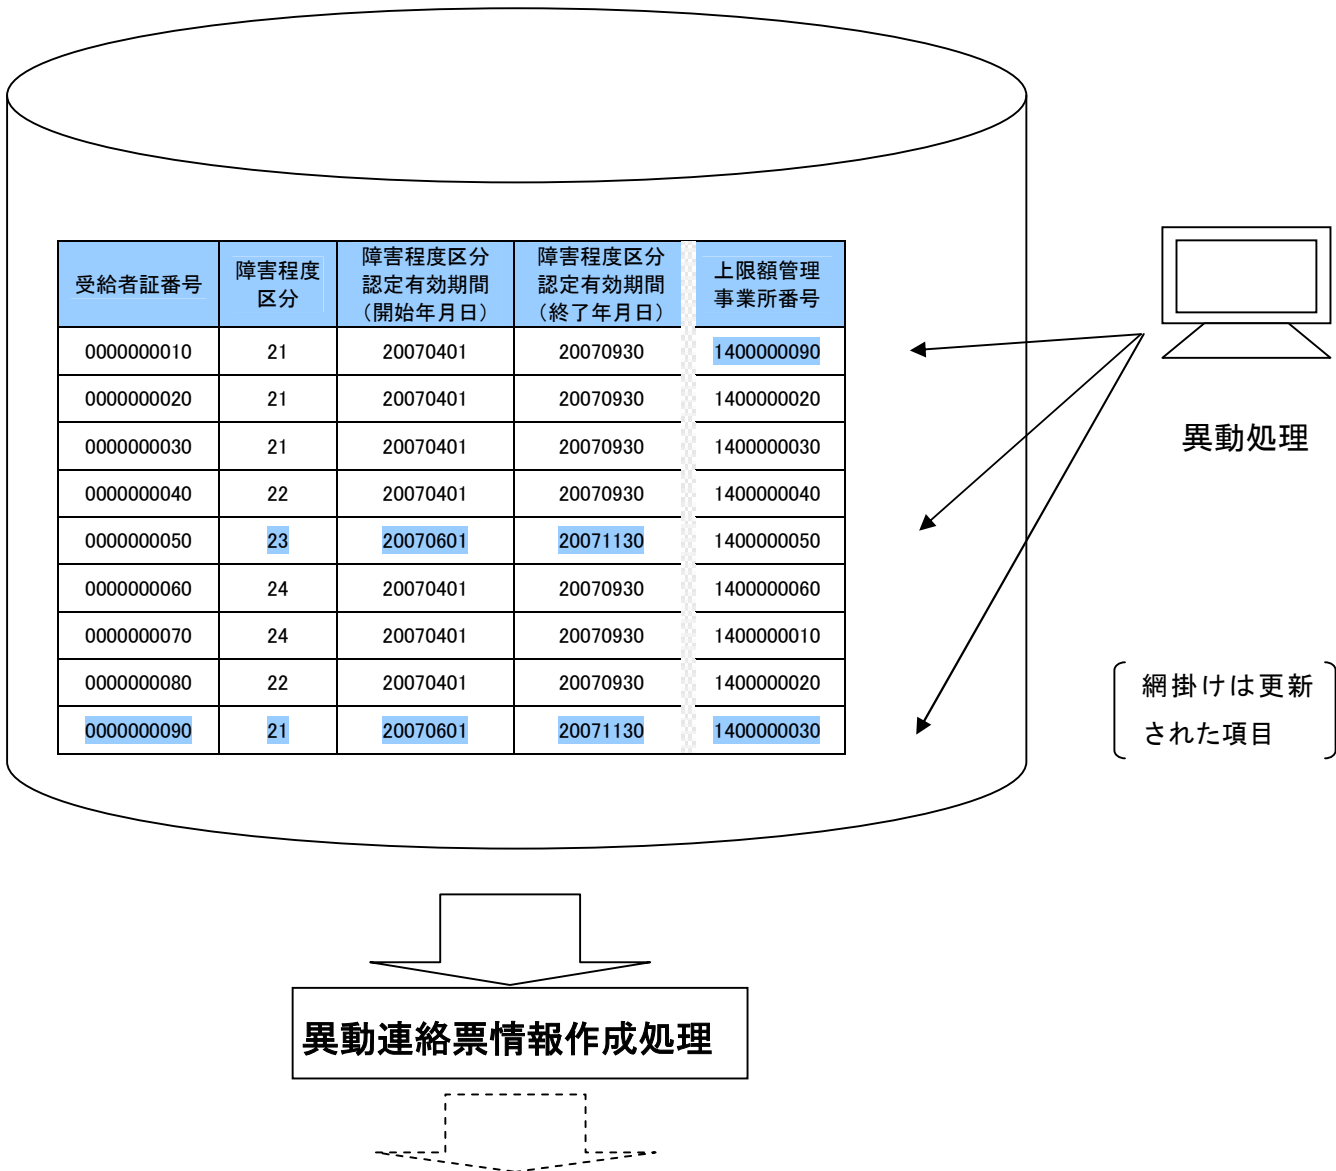 受給者証番号 障害程度区分 障害程度区分認定有効期間（開始年月日） 障害程度区分認定有効期間（終了年月日） 上限額管理事業所番号
0000000010 21 20070401 20070930 1400000090
0000000020 21 20070401 20070930 1400000020
0000000030 21 20070401 20070930 1400000030
0000000040 22 20070401 20070930 1400000040
0000000050 23 20070601 20071130 1400000050
0000000060 24 20070401 20070930 1400000060
0000000070 24 20070401 20070930 1400000010
0000000080 22 20070401 20070930 1400000020
0000000090 21 20070601 20071130 1400000030
異動処理
網掛けは更新
された項目
異動連絡票情報作成処理